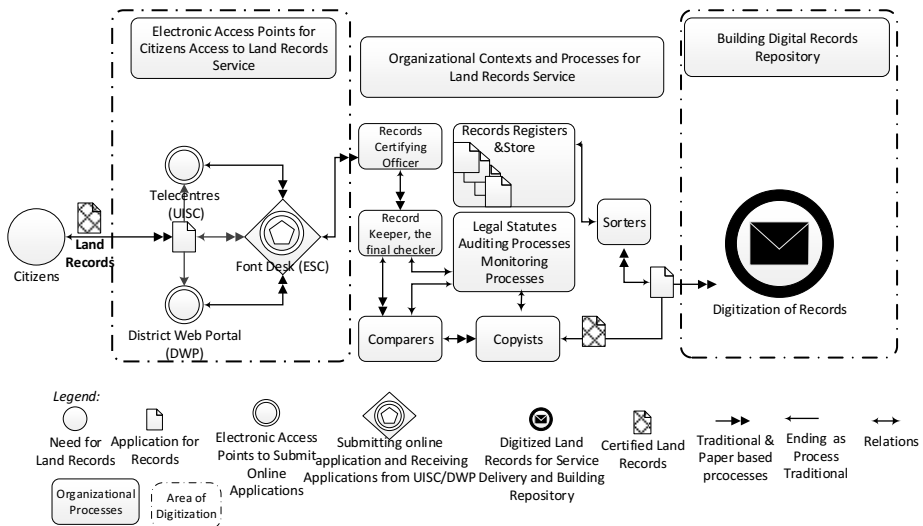 Electronic Access Points for
Citizens Access to Land Records
Service
Organizational Contexts and Processes for
Land Records Service
Building Digital Records
Repository
Records
Certifying
Officer
Records Registers
&Store
Telecentres
(UISC)
Land
Records
Citizens
Font Desk (ESC)
Record
Keeper, the
final checker
Legal Statutes
Auditing Processes
Monitoring
Processes
Sorters
District Web Portal
(DWP)
Comparers
Copyists
Digitization of Records
Legend:
Need for
Land Records
Application for
Records
Electronic Access
Points to Submit
Online
Applications
Submitting online
application and Receiving
Applications from UISC/DWP
Digitized Land
Records for Service
Delivery and Building
Repository
Certified Land
Records
Traditional &
Paper based
prcocesses
Ending as
Process
Traditional
Relations
Organizational
Processes
Area of
Digitization